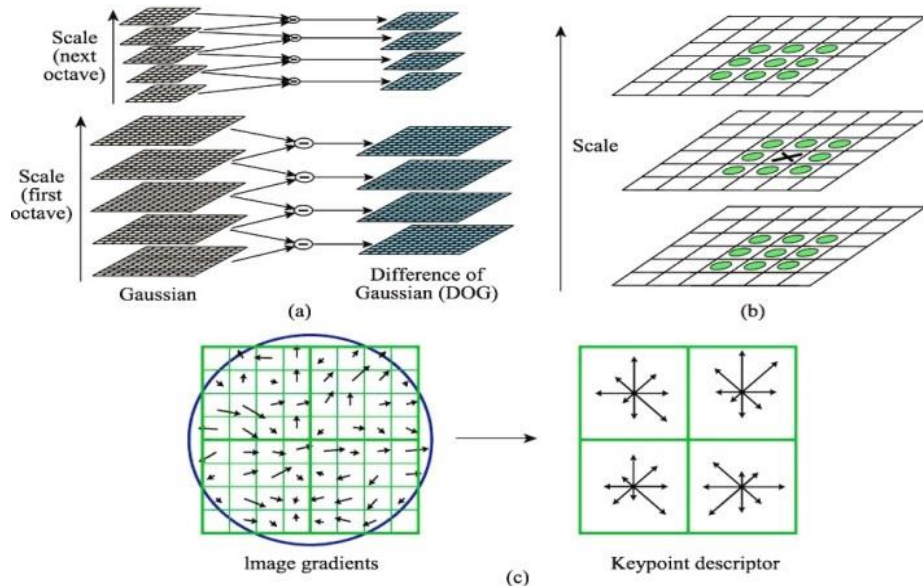 Scale
(next
octave)
Scale
(first
octave)
Gaussian
Difference of
Gaussian (DOG)
(a)
Scale
(b)
Image gradients
Keypoint descriptor
(c)